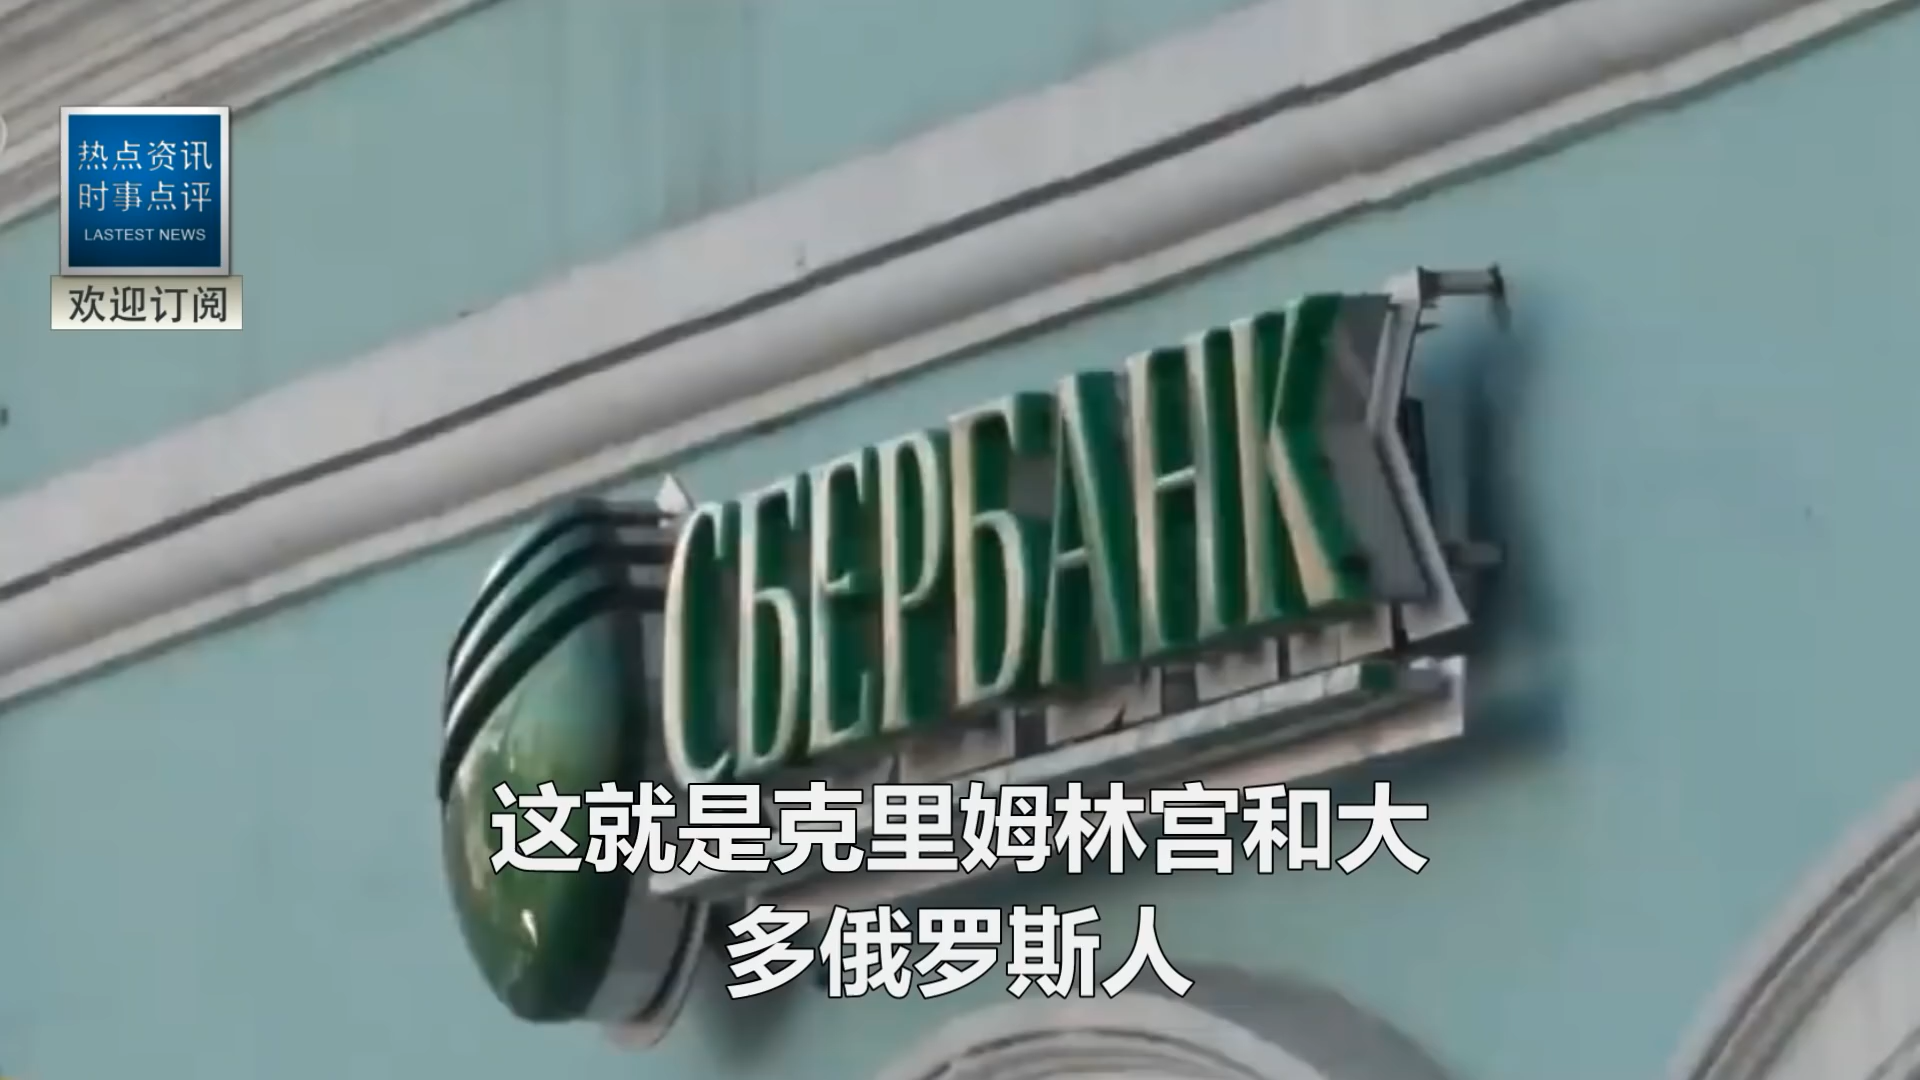 热点资讯
时事点评
LASTEST NEWS
欢迎订阅
СБЕРБАНК
这就是克里姆林宫和大
多俄罗斯人